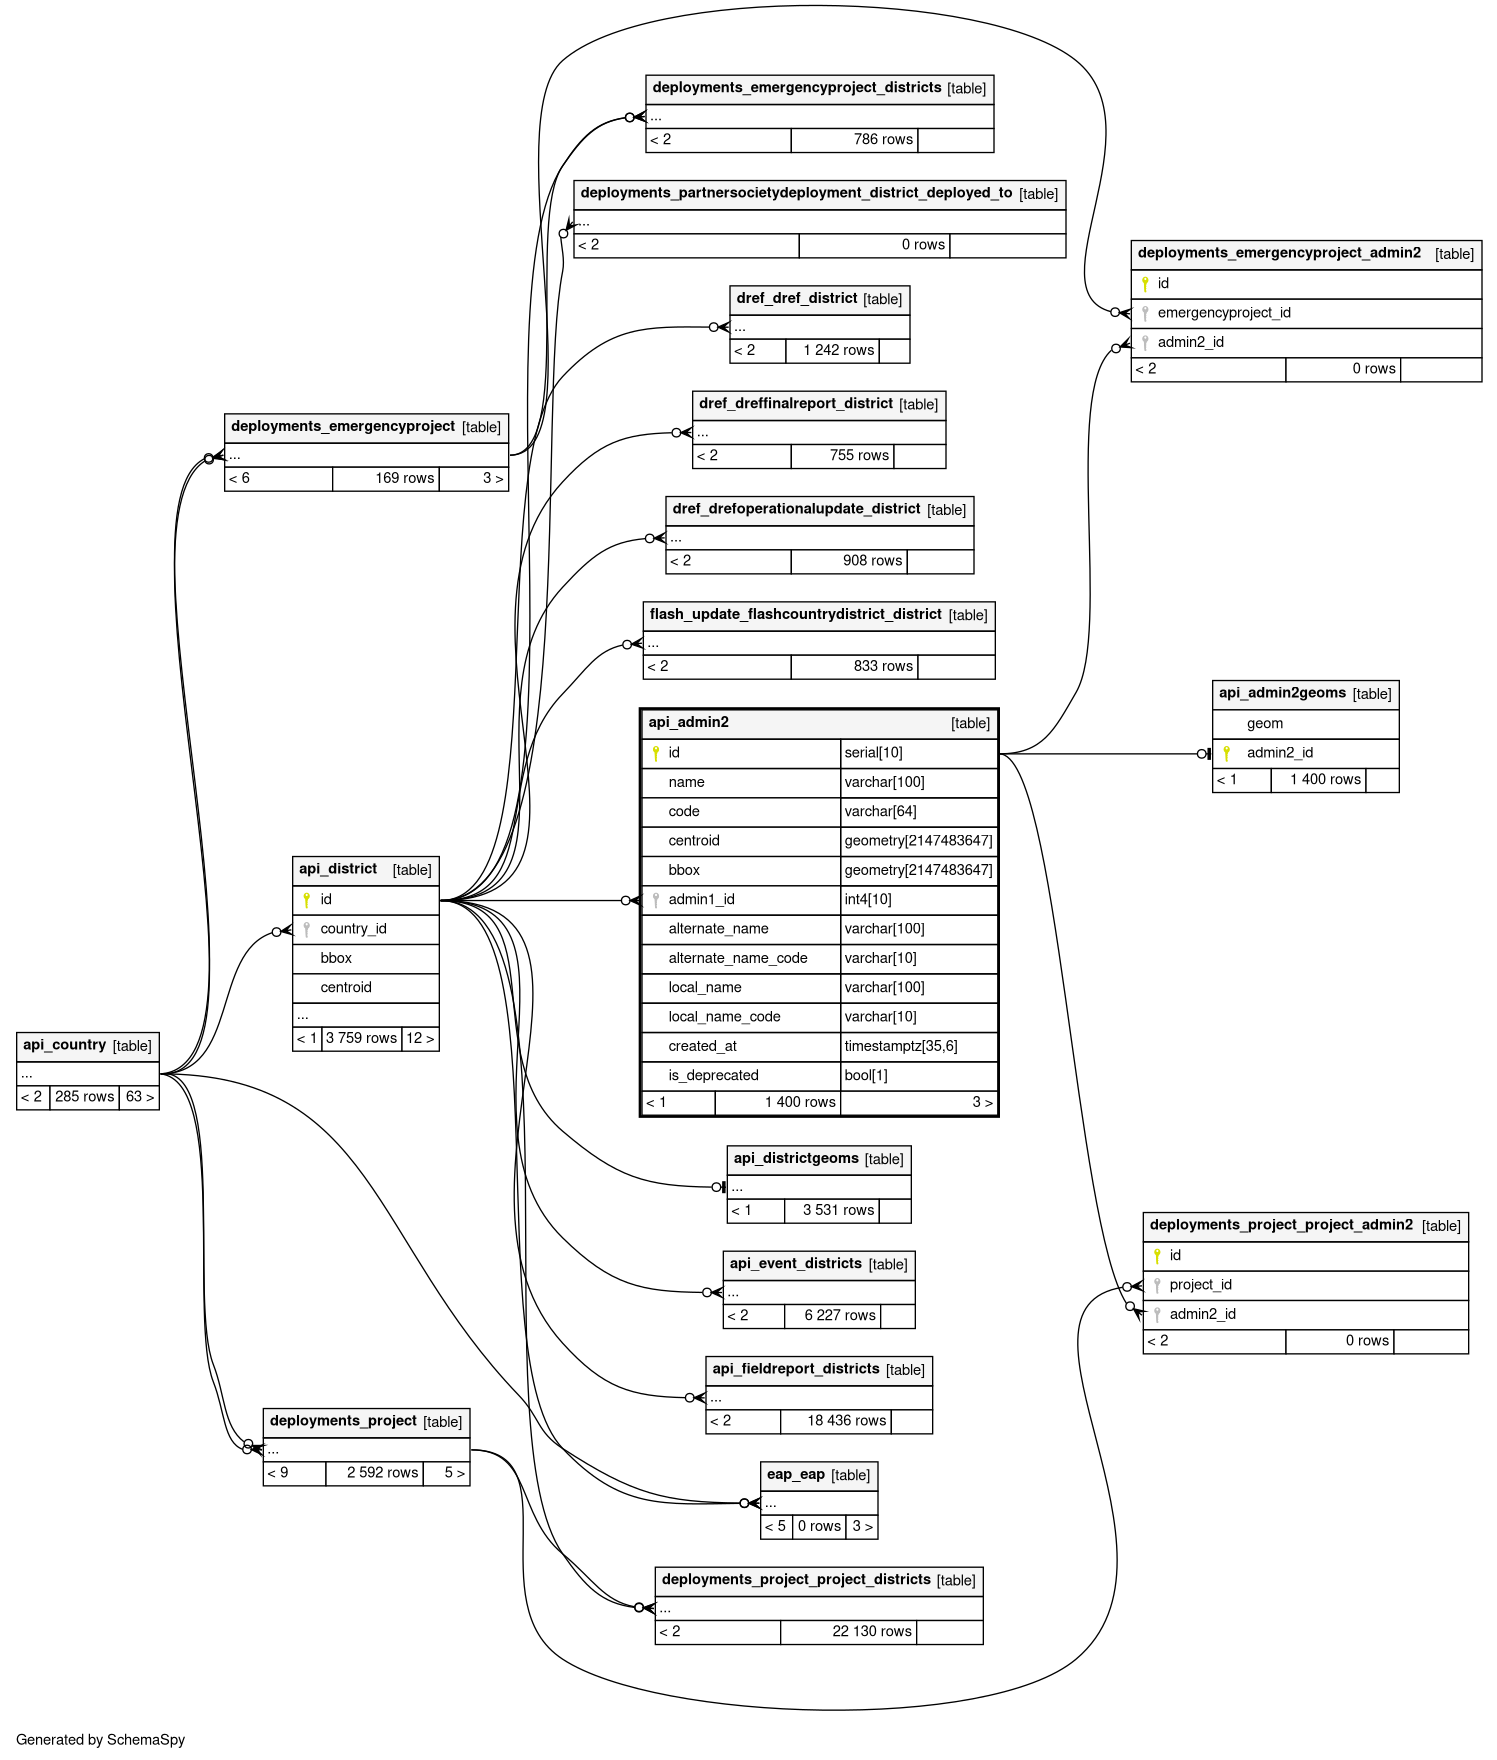 deployments_emergencyproject_districts [table]
...
< 2 786 rows
deployments_partnersocietydeployment_district_deployed_to [table]
...
< 2 0 rows
deployments_emergencyproject_admin2 [table]
id
emergencyproject_id
admin2_id
< 2 0 rows
dref_dref_district [table]
...
< 2 1 242 rows
dref_dreffinalreport_district [table]
...
< 2 755 rows
deployments_emergencyproject [table]
...
< 6 169 rows 3 >
dref_drefoperationalupdate_district [table]
...
< 2 908 rows
flash_update_flashcountrydistrict_district [table]
...
< 2 833 rows
api_admin2geoms [table]
geom
admin2_id
< 1 1 400 rows
api_admin2 [table]
id serial[10]
name varchar[100]
code varchar[64]
centroid geometry[2147483647]
bbox geometry[2147483647]
admin1_id int4[10]
alternate_name varchar[100]
alternate_name_code varchar[10]
local_name varchar[100]
local_name_code varchar[10]
created_at timestamptz[35,6]
is_deprecated bool[1]
< 1 1 400 rows 3 >
api_district [table]
id
country_id
bbox
centroid
...
< 1 3 759 rows 12 >
api_country [table]
...
< 2 285 rows 63 >
api_districtgeoms [table]
...
< 1 3 531 rows
api_event_districts [table]
...
< 2 6 227 rows
deployments_project_project_admin2 [table]
id
project_id
admin2_id
< 2 0 rows
api_fieldreport_districts [table]
...
< 2 18 436 rows
deployments_project [table]
...
< 9 2 592 rows 5 >
eap_eap [table]
...
< 5 0 rows 3 >
deployments_project_project_districts [table]
...
< 2 22 130 rows
Generated by SchemaSpy